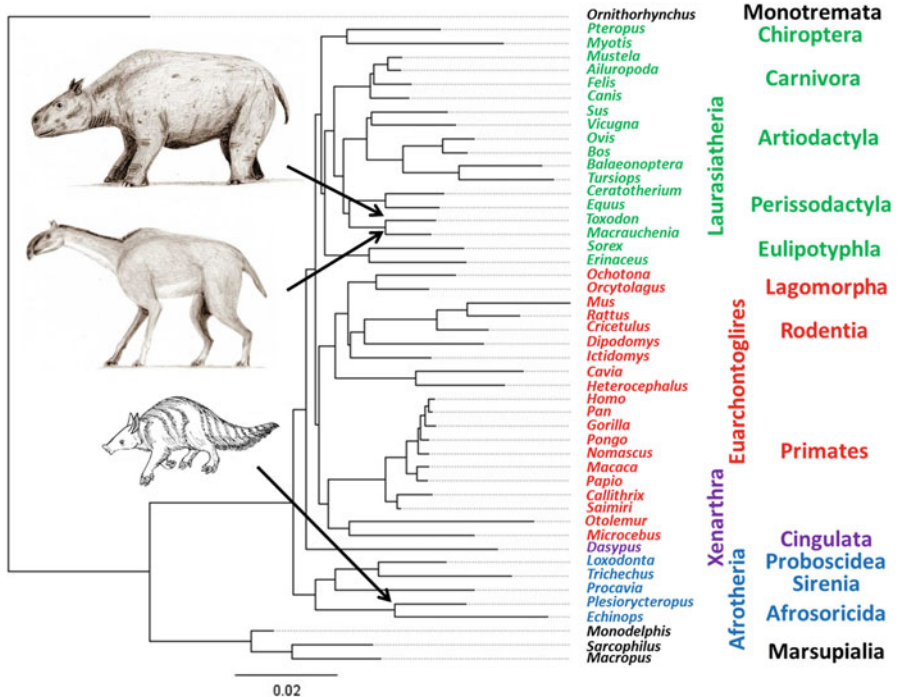 Ornithorhynchus
Pteropus
Myotis
Mustela
Ailuropoda
Felis
Canis
Sus
Vicugna
Ovis
Bos
Balaeonoptera
Tursiops
Ceratotherium
Equus
Toxodon
Macrauchenia
Sorex
Erinaceus
Ochotona
Orcytolagus
Mus
Rattus
Cricetulus
Dipodomys
Ictidomys
Cavia
Heterocephalus
Homo
Pan
Gorilla
Pongo
Nomascus
Macaca
Papio
Callithrix
Saimiri
Otolemur
Microcebus
Dasypus
Loxodonta
Trichechus
Procavia
Plesiorycteropus
Echinops
Monodelphis
Sarcophilus
Macropus
Laurasiatheria
Euarchontoglires
Xenarthra
Afrotheria
Monotremata
Chiroptera
Carnivora
Artiodactyla
Perissodactyla
Eulipotyphla
Lagomorpha
Rodentia
Primates
Cingulata
Proboscidea
Sirenia
Afrosoricida
Marsupialia
0.02